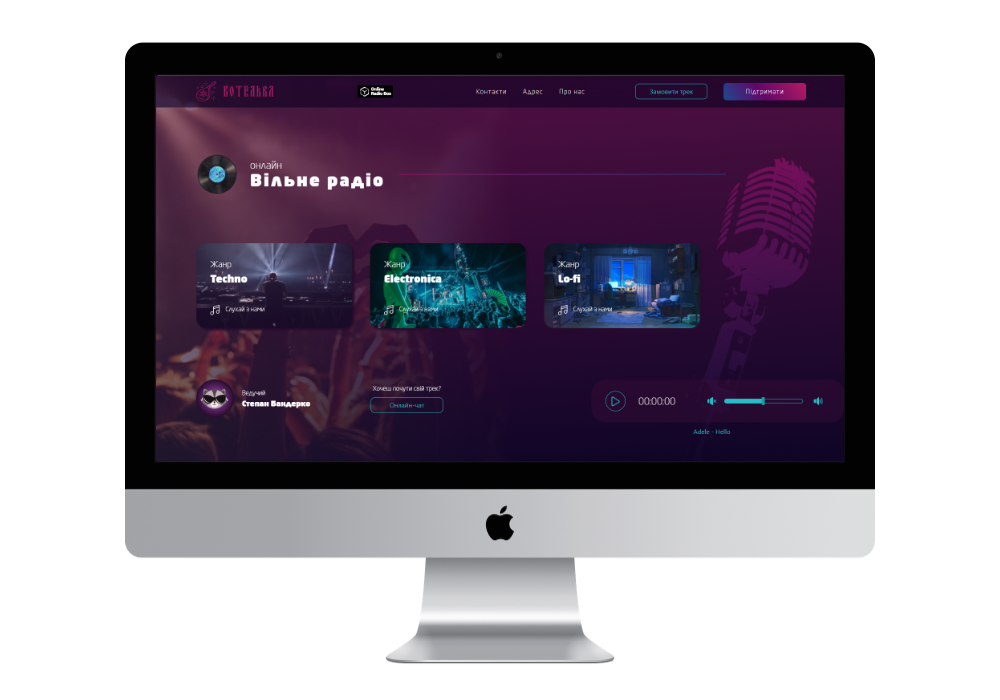 КОТЕЛЬВА
Online
Radio Box
Контакти Адрес Про нас
Замовити трек
Підтримати
онлайн
Вільне радіо
Жанр
Techno
Слухай з нами
Жанр
Electronica
Слухай з нами
Жанр
Lo-fi
Слухай з нами
Ведучий
Степан Бандерко
Хочеш почути свій трек?
Онлайн-чат
00:00:00
Adele - Hello